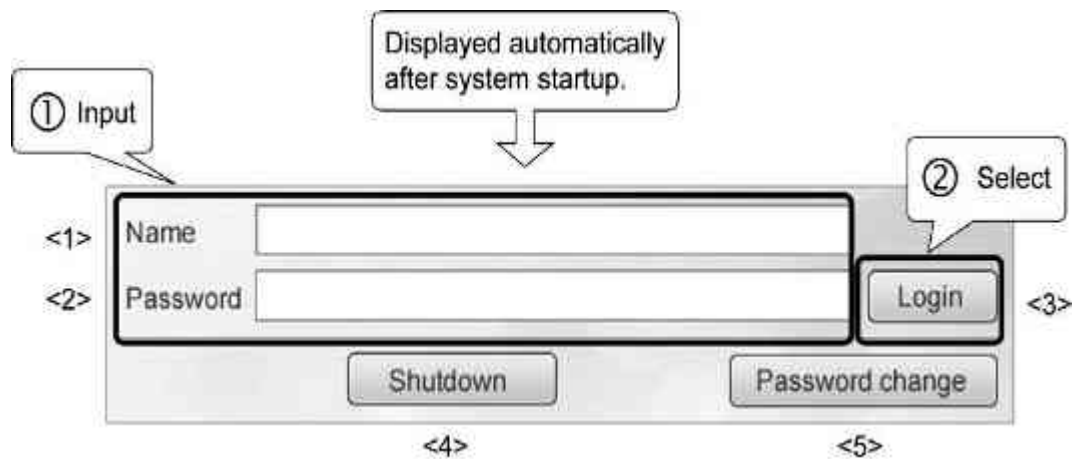 Displayed automatically
after system startup.
① Input
② Select
<1> Name
<2> Password
Login <3>
Shutdown
Password change
<4>
<5>